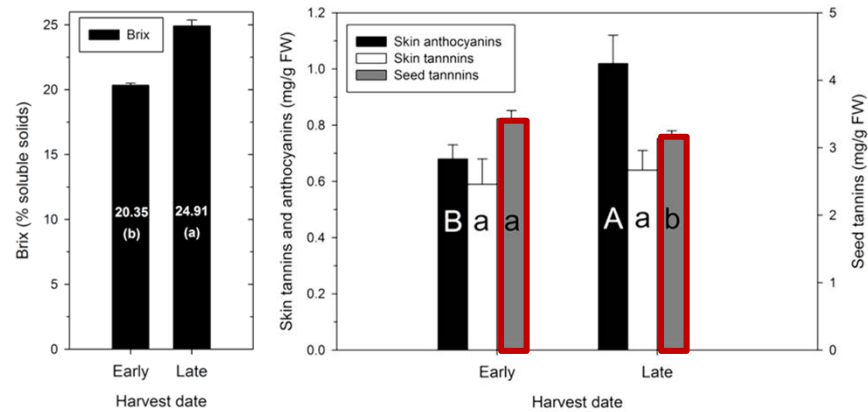 Brix (% soluble solids)
25
20
15
10
5
0
Brix
20.35
(b)
24.91
(a)
Early
Late
Harvest date
Skin tannins and anthocyanins (mg/g FW)
1.2
1.0
0.8
0.6
0.4
0.2
0.0
Skin anthocyanins
Skin tannnins
Seed tannnins
B
a
a
A
a
b
Early
Late
Harvest date
5
4
3
2
1
0
Seed tannins (mg/g FW)